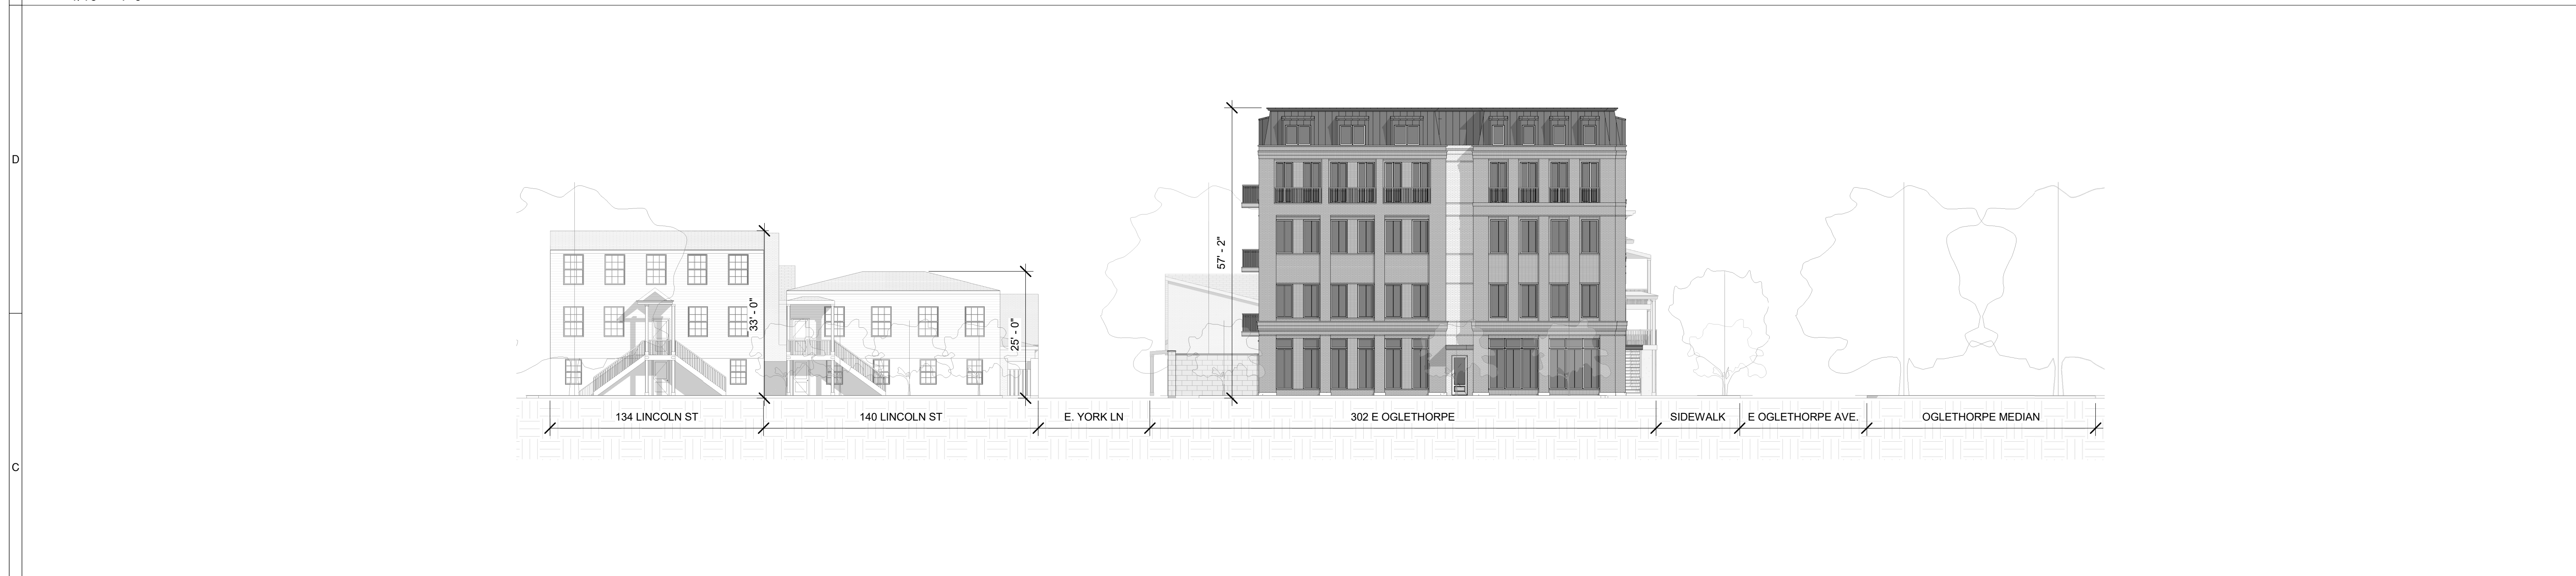 D
57' - 2"
33' - 0"
25' - 0"
134 LINCOLN ST
140 LINCOLN ST
E. YORK LN
302 E OGLETHORPE
SIDEWALK
E OGLETHORPE AVE.
OGLETHORPE MEDIAN
C